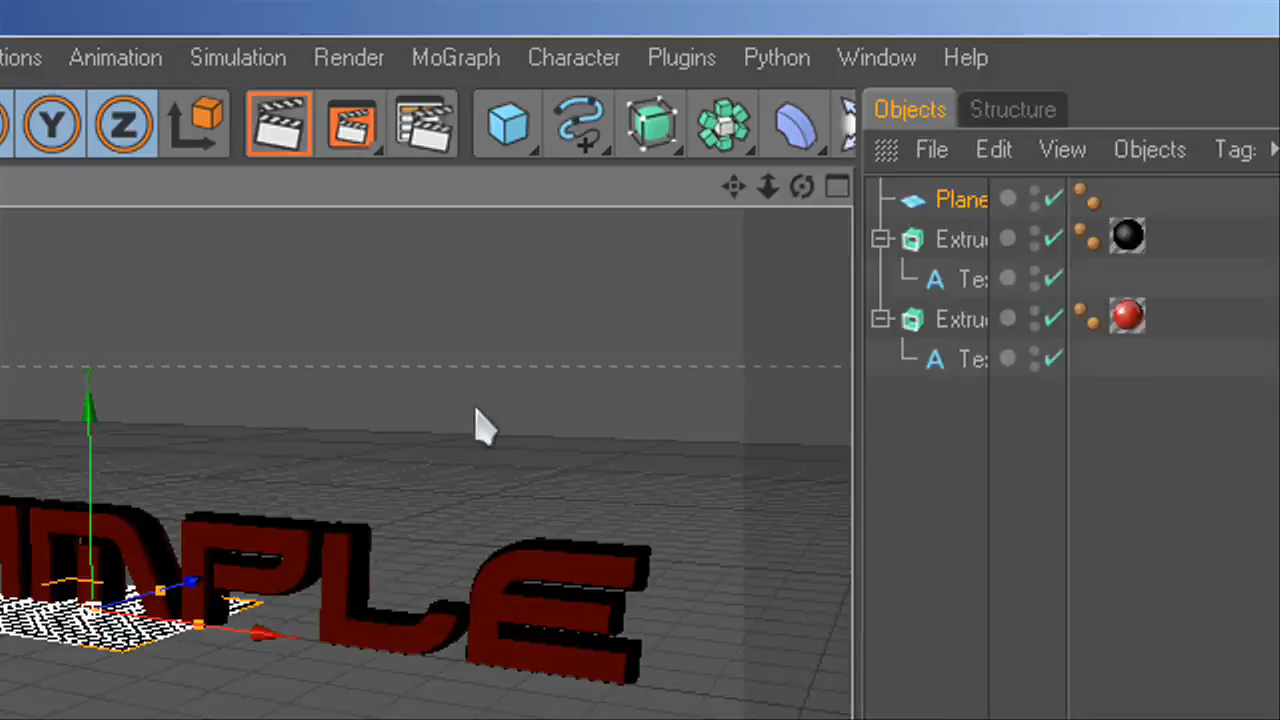 tions Animation Simulation Render MoGraph Character Plugins Python Window Help
Y Z
Objects Structure
File Edit View Objects Tag:
Plane
Extru
A Te:
Extru
A Te:
Y
MPLE